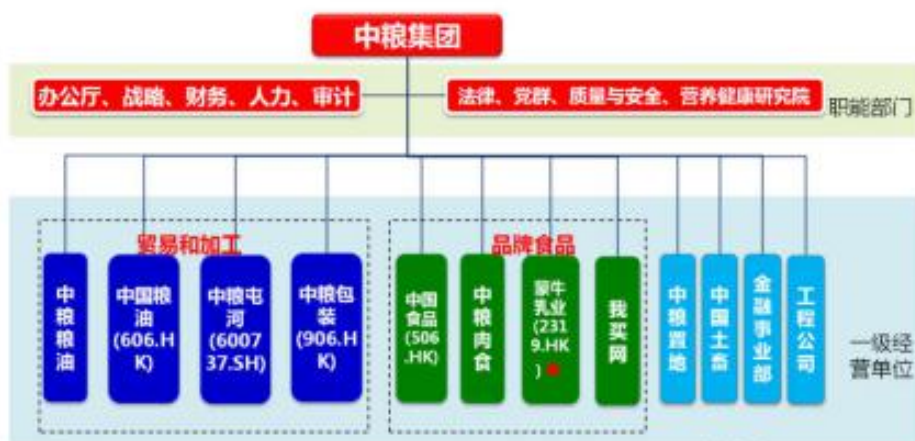 中粮集团
办公厅、战略、财务、人力、审计
法律、党群、质量与安全、营养健康研究院
职能部门
贸易和加工
品牌食品
中粮粮油
中国粮
油
(606.H
K)
中粮屯
河
(6007
37.SH)
中粮包
装
(906.H
K)
中国
食品
(506
.HK)
中粮肉食
蒙牛
乳业
(231
9.HK
)
我买网
中粮置地
中国土畜
金融事业部
工程公司
一级经
营单位